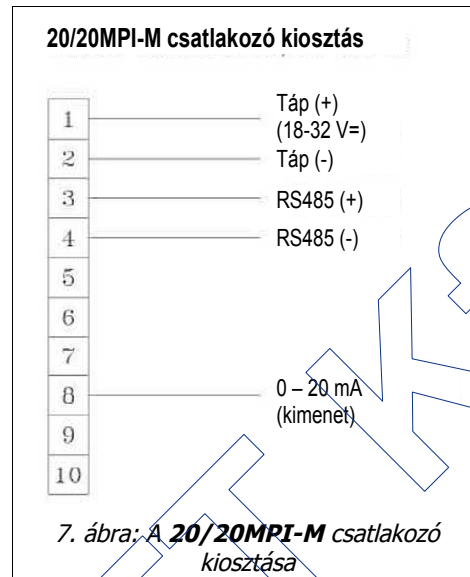 20/20MPI-M csatlakozó kiosztás
1 Táp (+)
(18-32 V=)
2 Táp (-)
3 RS485 (+)
4 RS485 (-)
5
6
7
8 0 – 20 mA
(kimenet)
9
10
7. ábra: A 20/20MPI-M csatlakozó
kiosztása